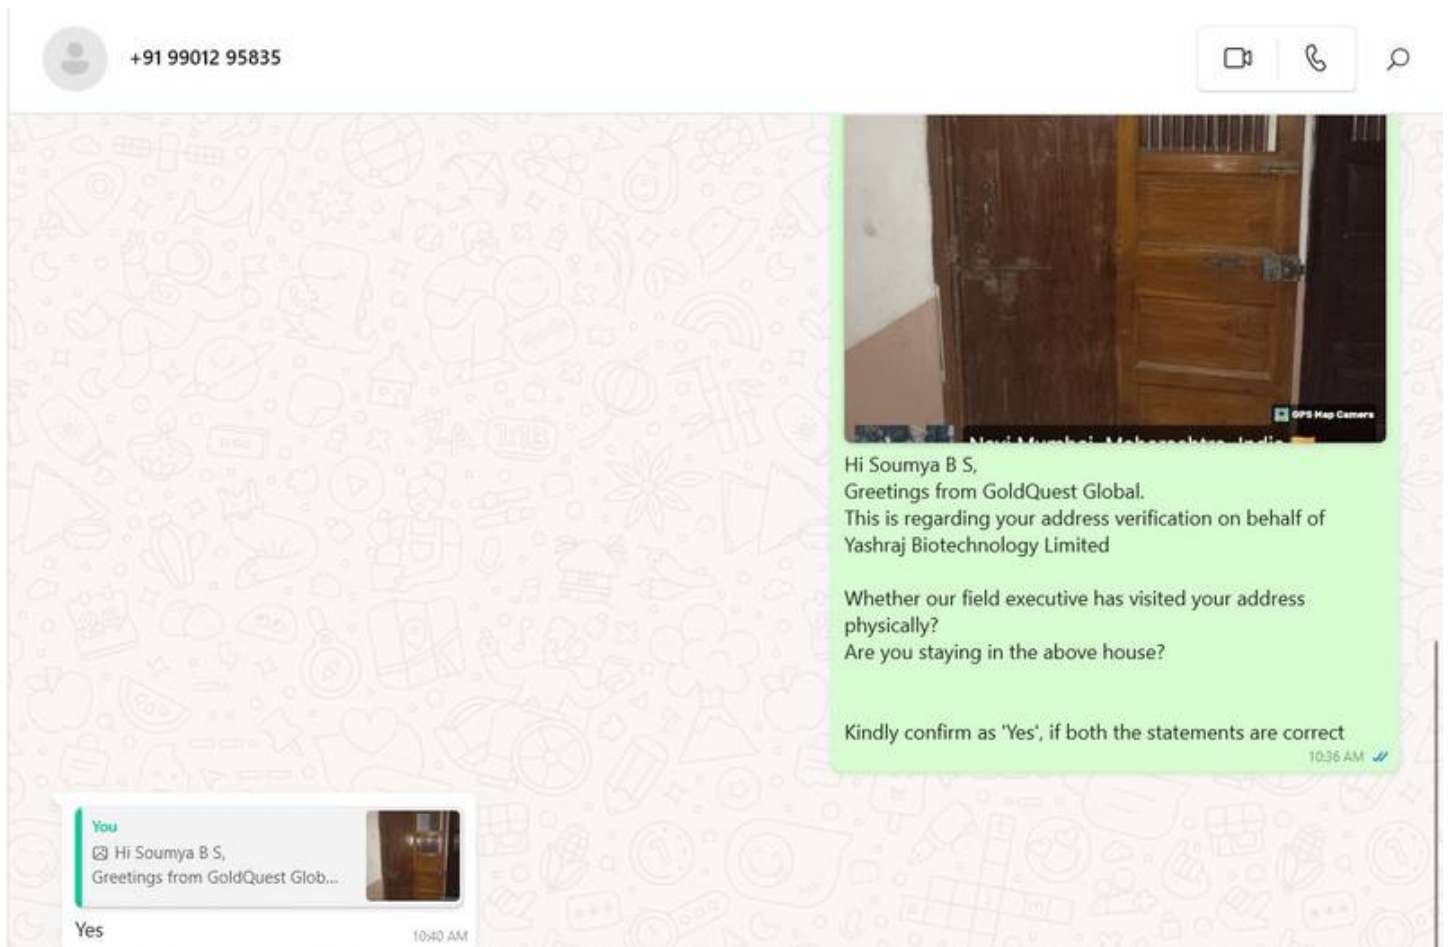 +91 99012 95835
GPS Map Camera
Navi Mumbai, Maharashtra, India
Hi Soumya B S,
Greetings from GoldQuest Global.
This is regarding your address verification on behalf of
Yashraj Biotechnology Limited
Whether our field executive has visited your address
physically?
Are you staying in the above house?
Kindly confirm as 'Yes', if both the statements are correct
10:36 AM
You
Hi Soumya B S,
Greetings from GoldQuest Glob...
Yes
10:40 AM